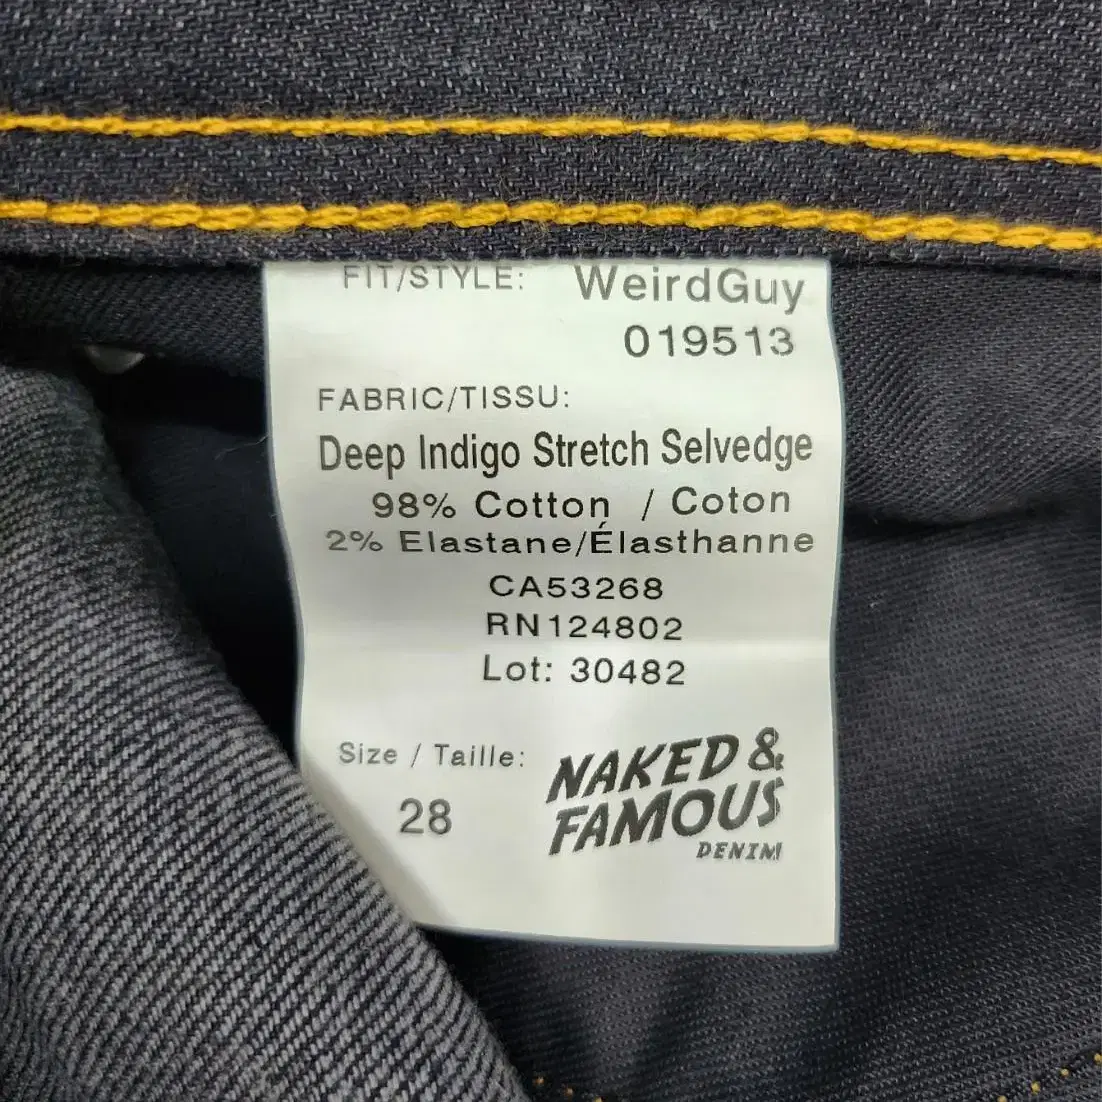 FIT/STYLE: WeirdGuy
019513
FABRIC/TISSU:
Deep Indigo Stretch Selvedge
98% Cotton / Coton
2% Elastane/Élasthanne
CA53268
RN124802
Lot: 30482
Size / Taille:
28
NAKED &
FAMOUS
DENIM